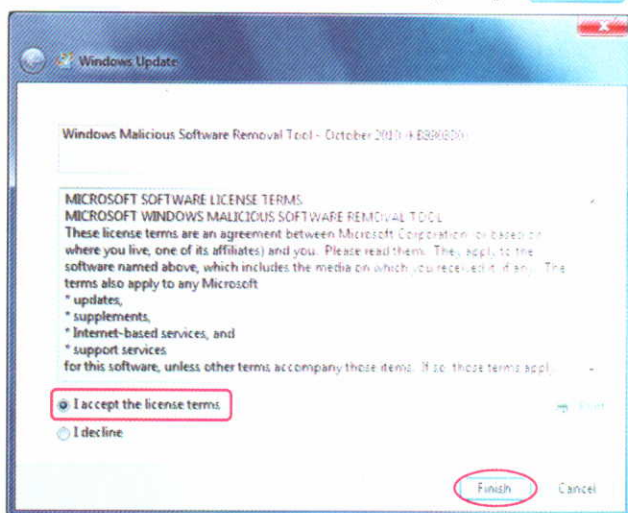 Windows Update
Windows Malicious Software Removal Tool - October 2010 (KB890830)
MICROSOFT SOFTWARE LICENSE TERMS
MICROSOFT WINDOWS MALICIOUS SOFTWARE REMOVAL TOOL
These license terms are an agreement between Microsoft Corporation (or based on
where you live, one of its affiliates) and you. Please read them. They apply to the
software named above, which includes the media on which you received it, if any. The
terms also apply to any Microsoft
* updates,
* supplements,
* Internet-based services, and
* support services
for this software, unless other terms accompany those items. If so, those terms apply.
I accept the license terms
Print
I decline
Finish
Cancel